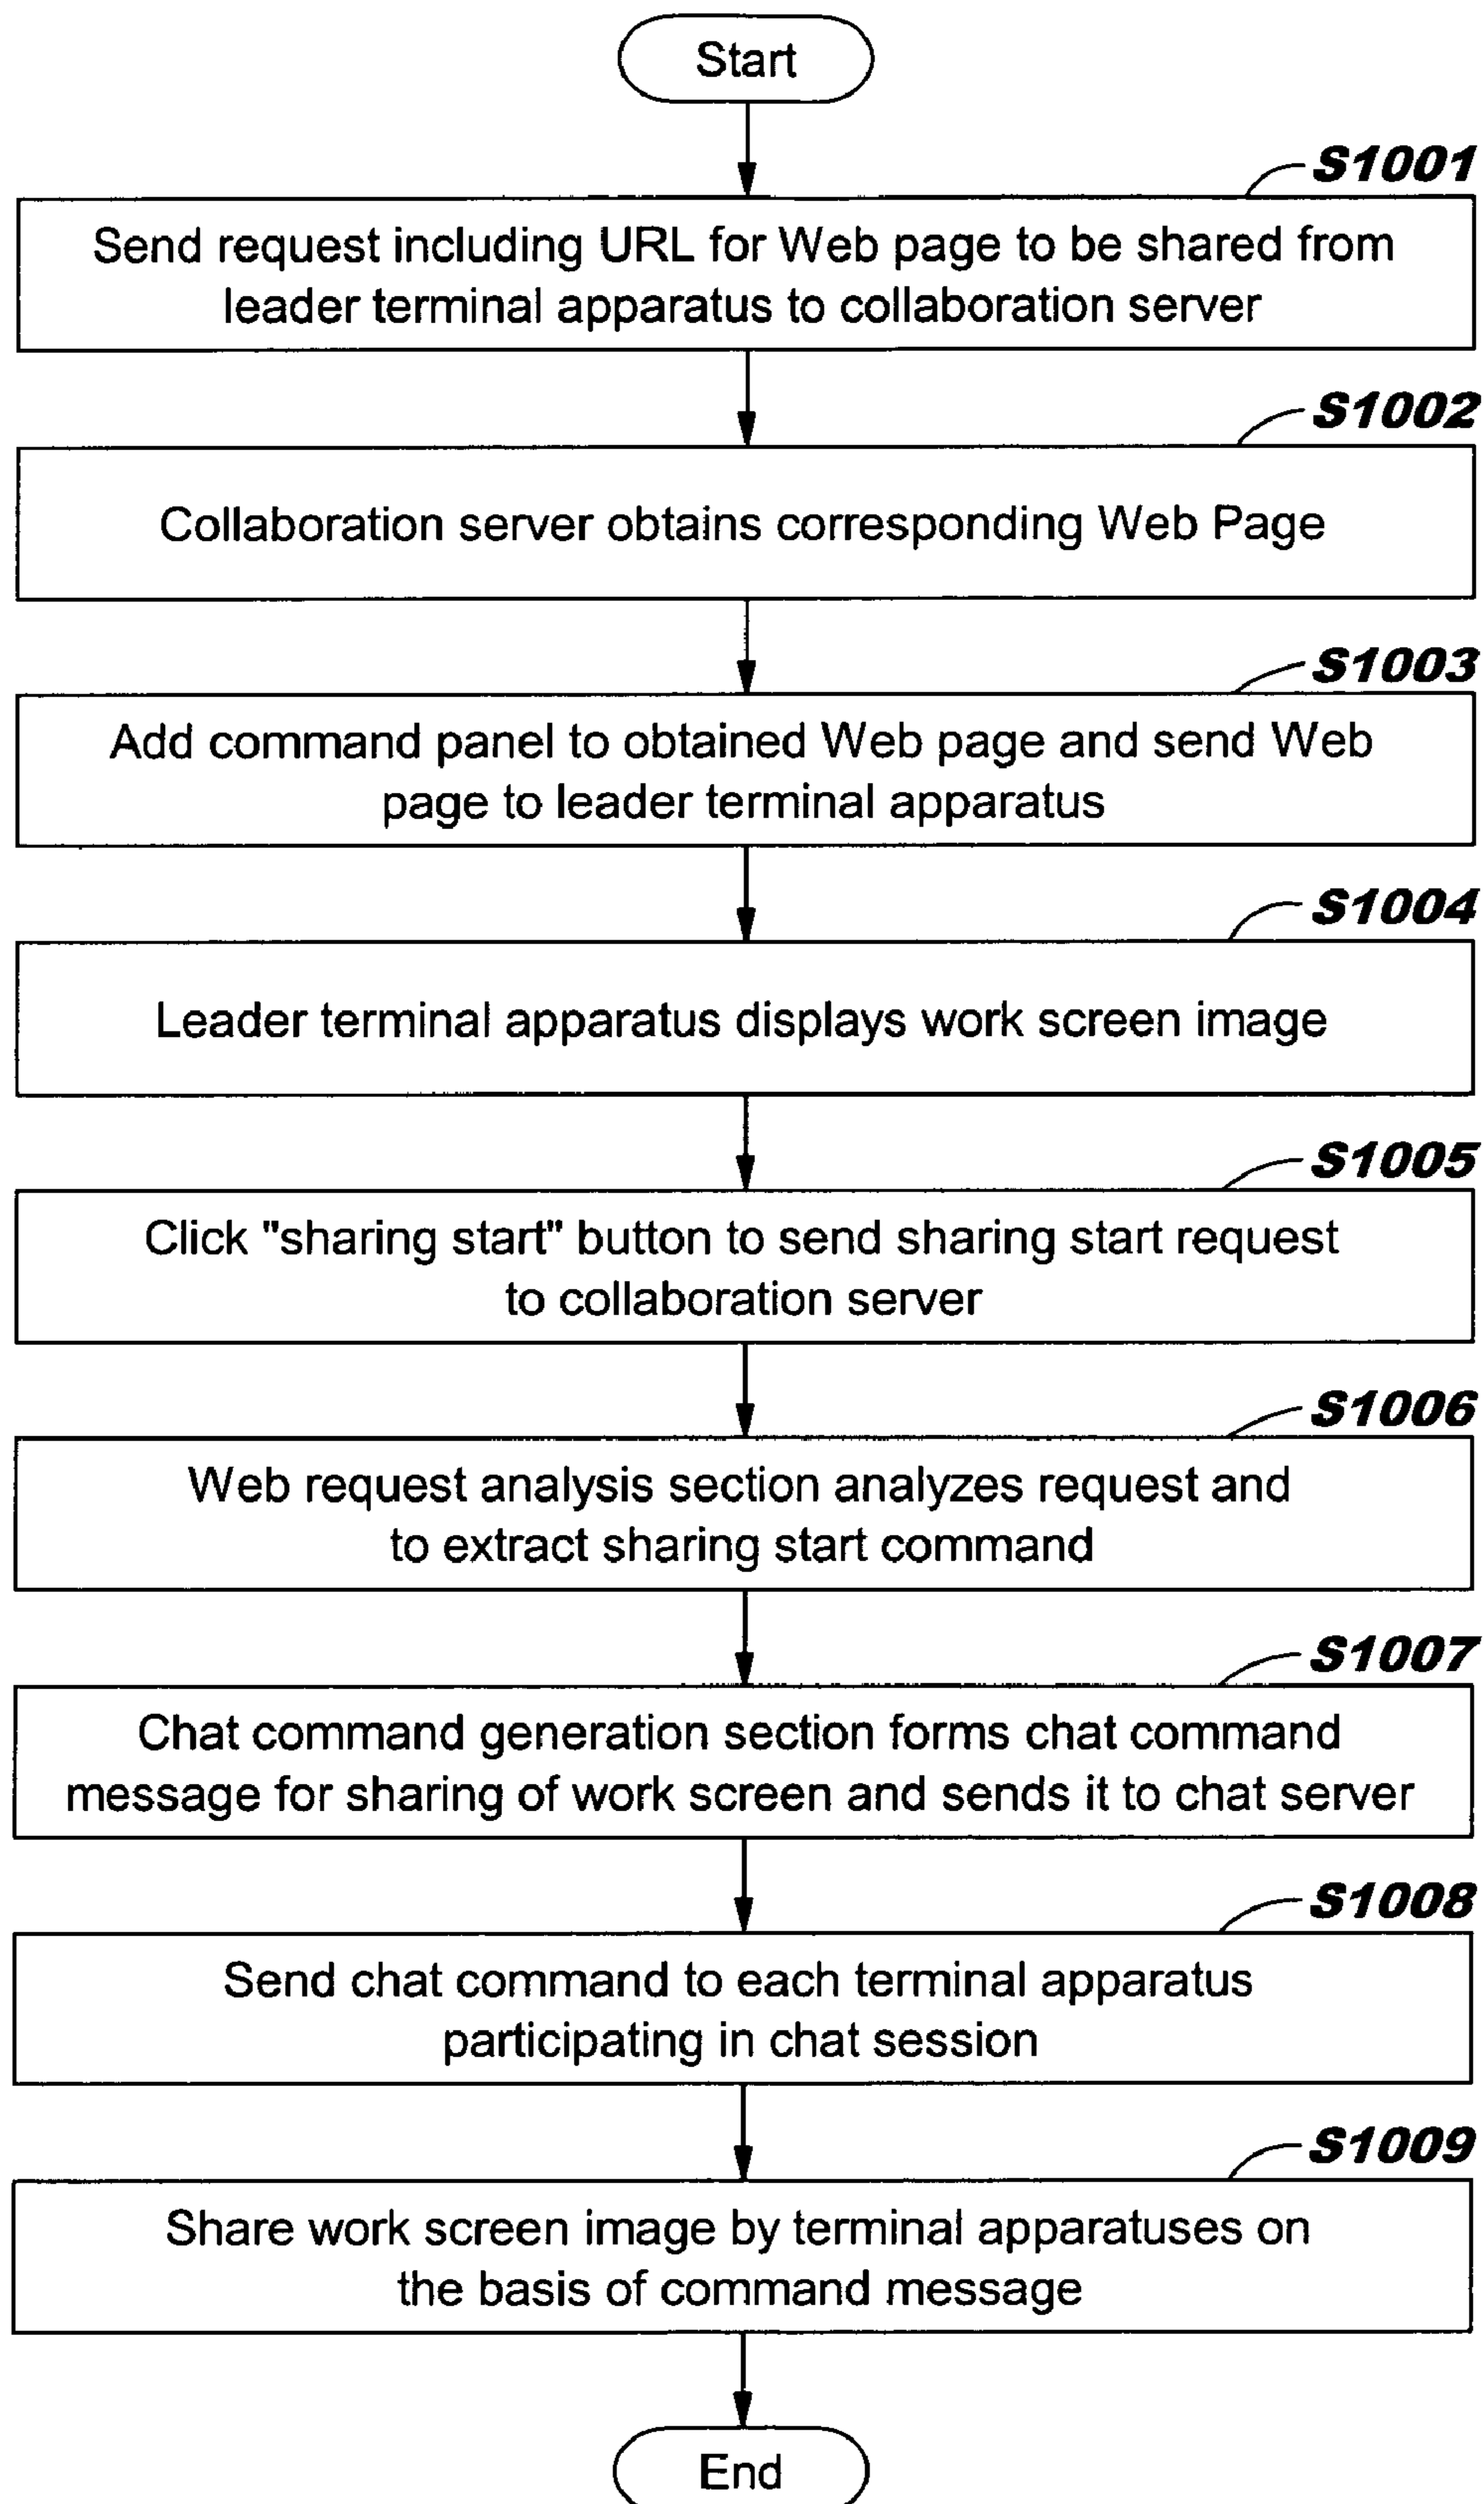 Start
S1001
Send request including URL for Web page to be shared from
leader terminal apparatus to collaboration server
S1002
Collaboration server obtains corresponding Web Page
S1003
Add command panel to obtained Web page and send Web
page to leader terminal apparatus
S1004
Leader terminal apparatus displays work screen image
S1005
Click "sharing start" button to send sharing start request
to collaboration server
S1006
Web request analysis section analyzes request and
to extract sharing start command
S1007
Chat command generation section forms chat command
message for sharing of work screen and sends it to chat server
S1008
Send chat command to each terminal apparatus
participating in chat session
S1009
Share work screen image by terminal apparatuses on
the basis of command message
End